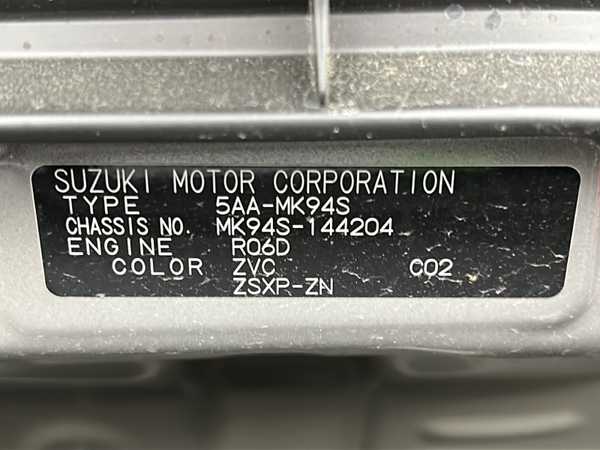 SUZUKI MOTOR CORPORATION
TYPE 5AA-MK94S
CHASSIS NO. MK94S-144204
ENGINE R06D
COLOR ZVC C02
ZSXP-ZN